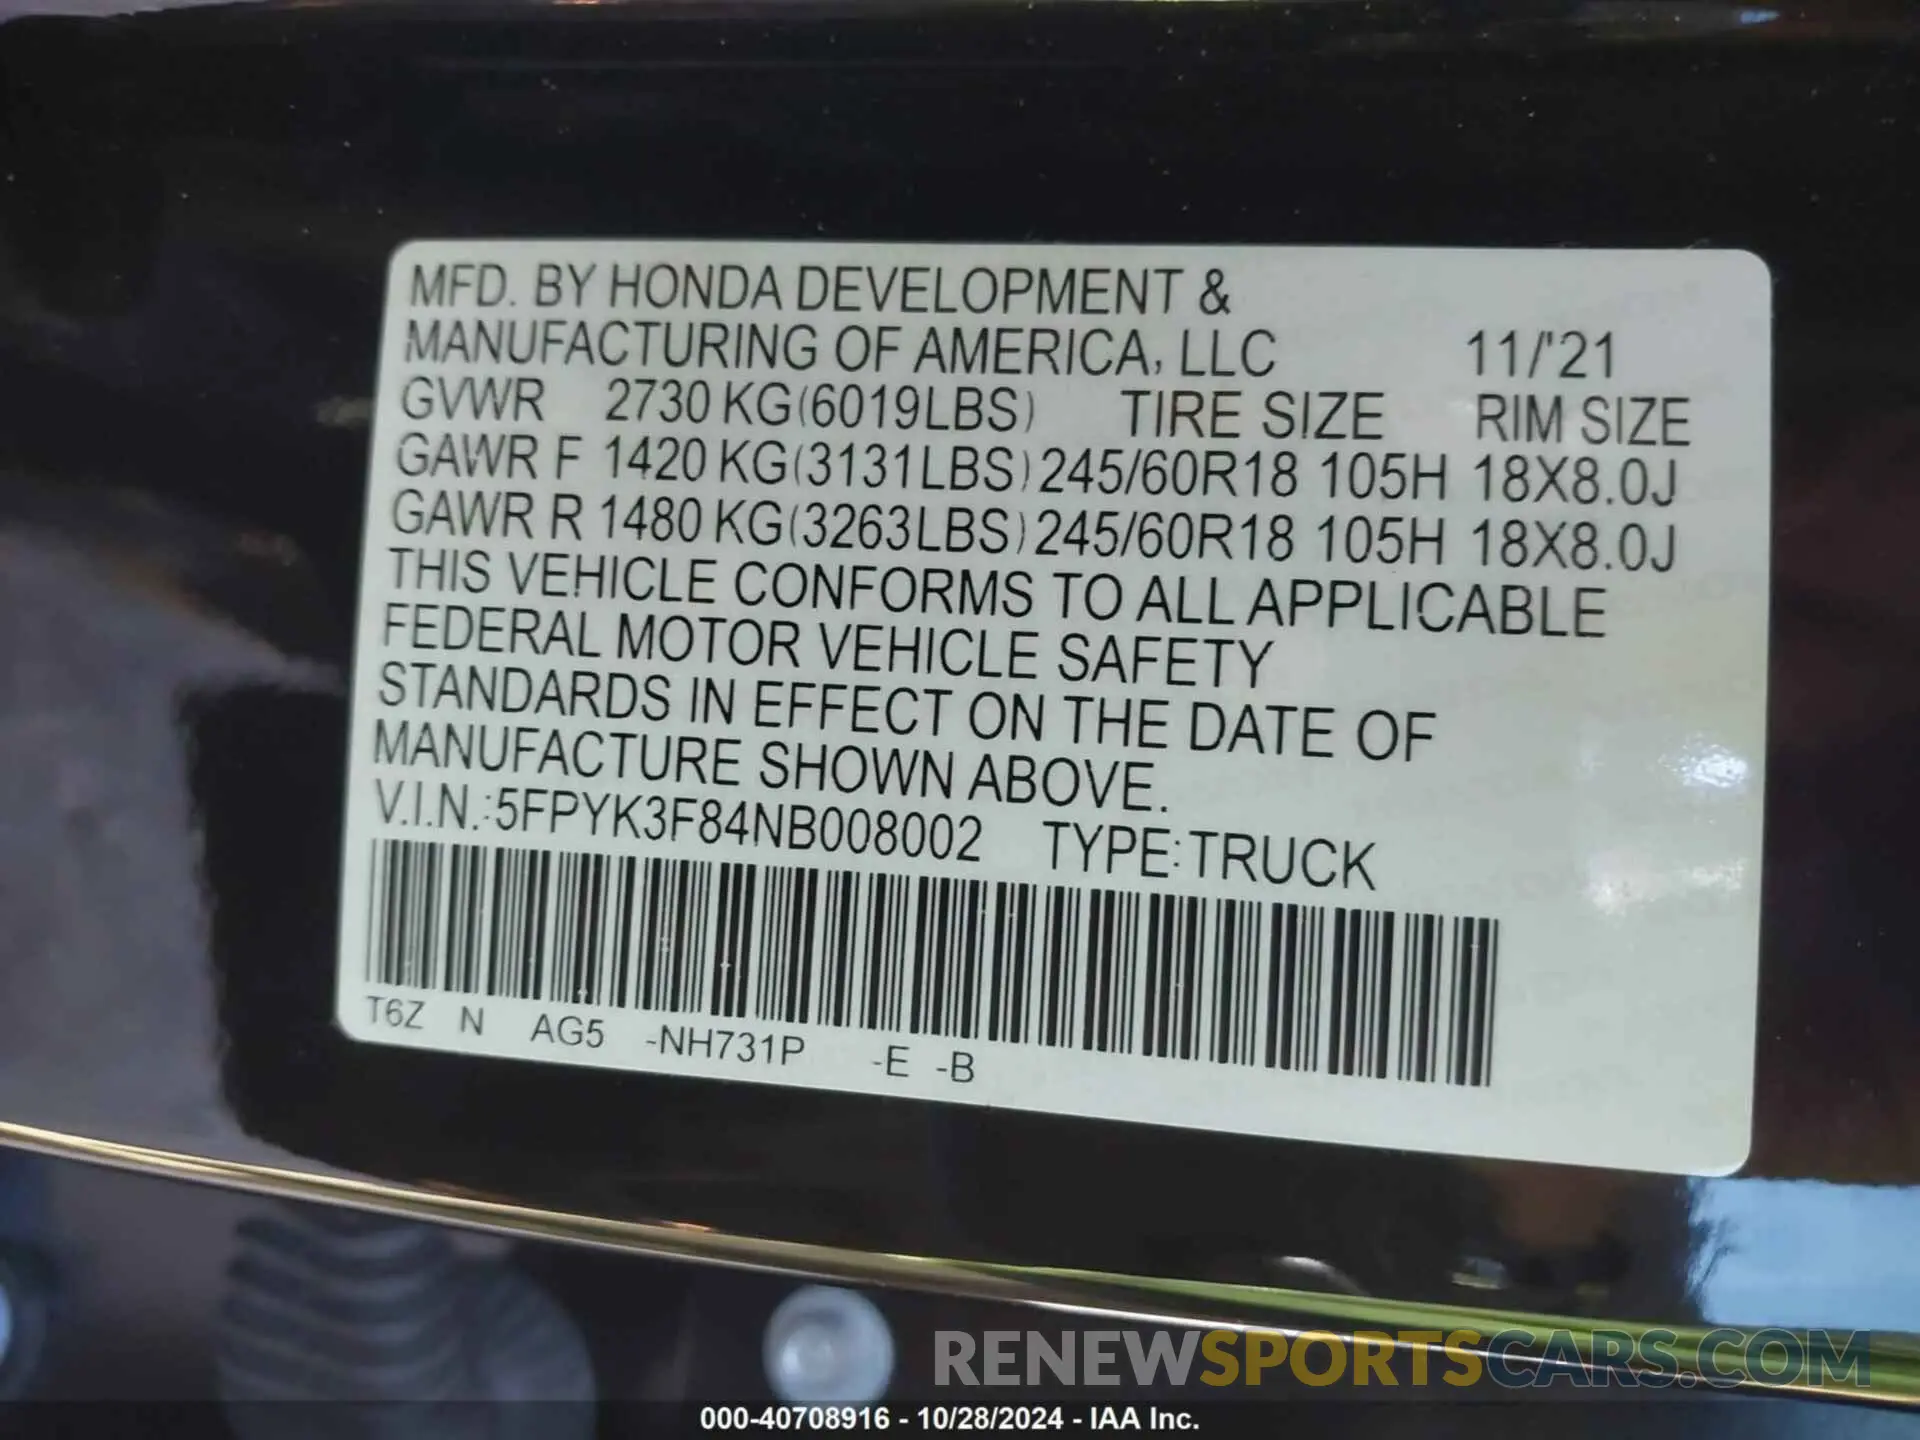 MFD. BY HONDA DEVELOPMENT &
MANUFACTURING OF AMERICA, LLC 11/'21
GVWR 2730 KG(6019LBS) TIRE SIZE RIM SIZE
GAWR F 1420 KG(3131LBS) 245/60R18 105H 18X8.0J
GAWR R 1480 KG(3263LBS) 245/60R18 105H 18X8.0J
THIS VEHICLE CONFORMS TO ALL APPLICABLE
FEDERAL MOTOR VEHICLE SAFETY
STANDARDS IN EFFECT ON THE DATE OF
MANUFACTURE SHOWN ABOVE.
V.I.N.:5FPYK3F84NB008002 TYPE:TRUCK
T6Z N AG5 -NH731P -E -B
RENEWSPORTSCARS.COM
000-40708916 - 10/28/2024 - IAA Inc.